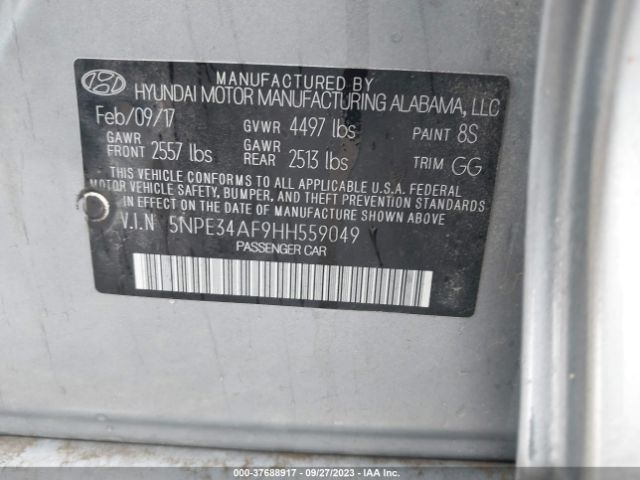 MANUFACTURED BY
HYUNDAI MOTOR MANUFACTURING ALABAMA, LLC
Feb/09/17 GVWR 4497 lbs PAINT 8S
GAWR FRONT 2557 lbs GAWR REAR 2513 lbs TRIM GG
THIS VEHICLE CONFORMS TO ALL APPLICABLE U.S.A. FEDERAL
MOTOR VEHICLE SAFETY, BUMPER, AND THEFT PREVENTION STANDARDS
IN EFFECT ON THE DATE OF MANUFACTURE SHOWN ABOVE
V.I.N 5NPE34AF9HH559049
PASSENGER CAR
000-37688917 - 09/27/2023 - IAA Inc.